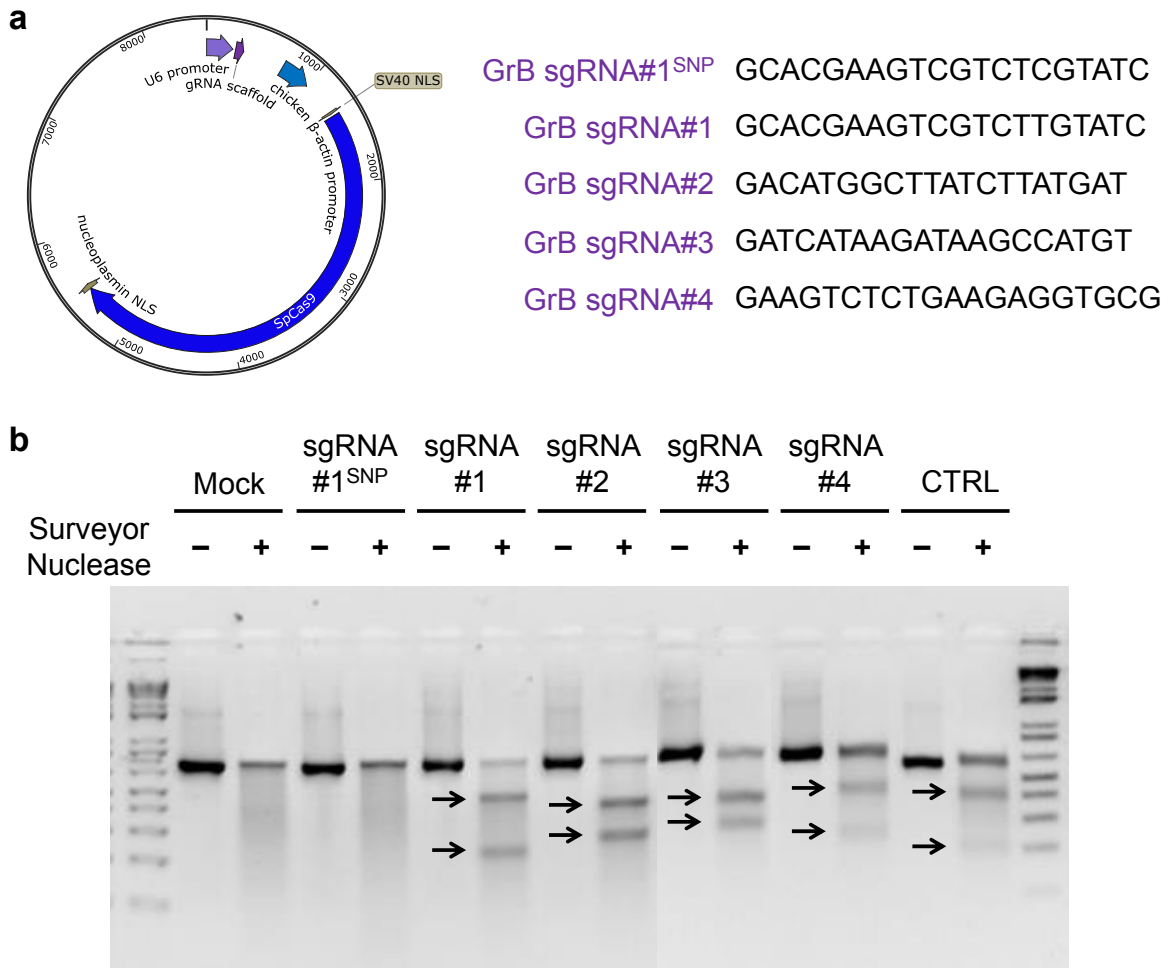 a
8000
1000
2000
3000
4000
5000
6000
7000
U6 promoter
gRNA scaffold
chicken β-actin promoter
SV40 NLS
SpCas9
nucleoplasmin NLS
GrB sgRNA#1SNP GCACGAAGTCGTCTCGTATC
GrB sgRNA#1 GCACGAAGTCGTCTTGTATC
GrB sgRNA#2 GACATGGCTTATCTTATGAT
GrB sgRNA#3 GATCATAAGATAAGCCATGT
GrB sgRNA#4 GAAGTCTCTGAAGAGGTGCG
b
Mock sgRNA #1SNP sgRNA #1 sgRNA #2 sgRNA #3 sgRNA #4 CTRL
Surveyor
Nuclease
− + − + − + − + − + − + − +